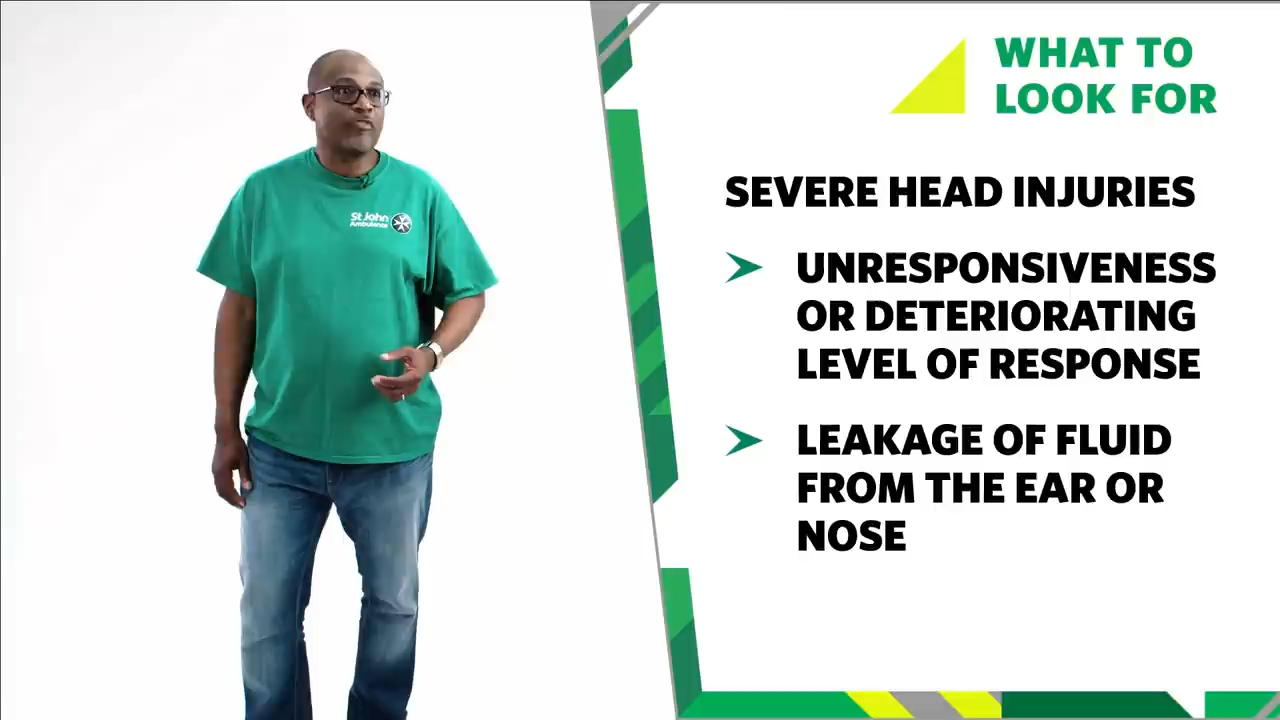 St John
Ambulance
WHAT TO
LOOK FOR
SEVERE HEAD INJURIES
UNRESPONSIVENESS
OR DETERIORATING
LEVEL OF RESPONSE
LEAKAGE OF FLUID
FROM THE EAR OR
NOSE